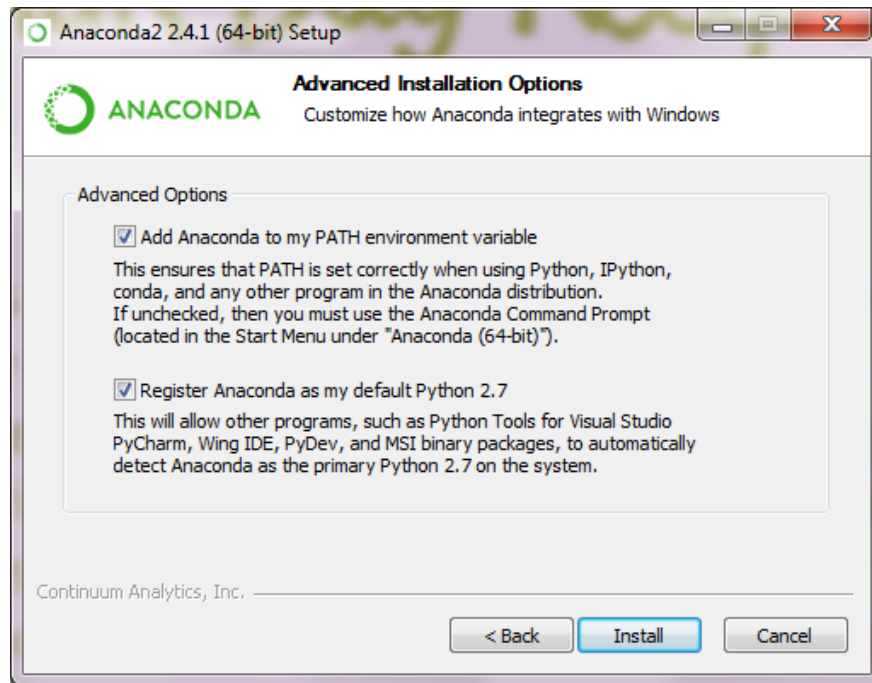 Anaconda2 2.4.1 (64-bit) Setup
ANACONDA
Advanced Installation Options
Customize how Anaconda integrates with Windows
Advanced Options
Add Anaconda to my PATH environment variable
This ensures that PATH is set correctly when using Python, IPython,
conda, and any other program in the Anaconda distribution.
If unchecked, then you must use the Anaconda Command Prompt
(located in the Start Menu under "Anaconda (64-bit)").
Register Anaconda as my default Python 2.7
This will allow other programs, such as Python Tools for Visual Studio
PyCharm, Wing IDE, PyDev, and MSI binary packages, to automatically
detect Anaconda as the primary Python 2.7 on the system.
Continuum Analytics, Inc.
< Back Install Cancel